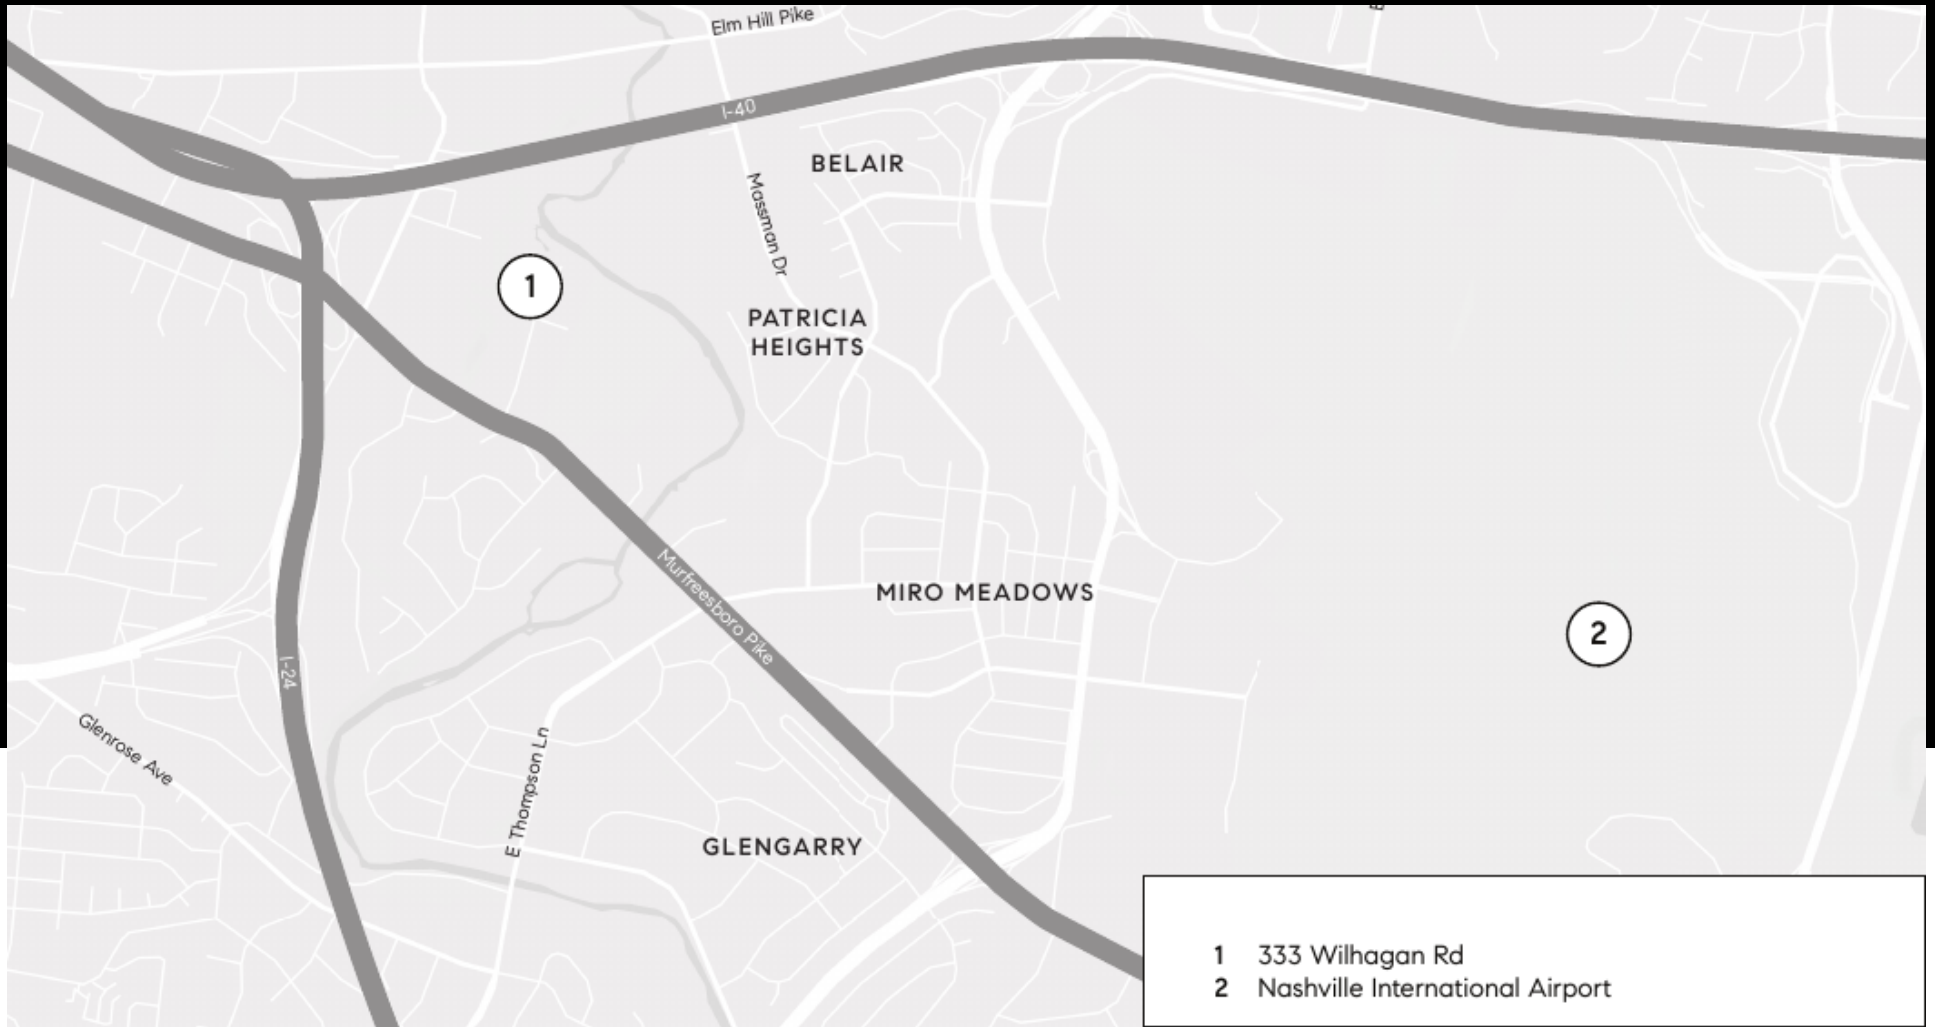 Elm Hill Pike
I-40
BELAIR
Massman Dr
1
PATRICIA
HEIGHTS
Murfreesboro Pike
MIRO MEADOWS
2
I-24
Glenrose Ave
E Thompson Ln
GLENGARRY
1 333 Wilhagan Rd
2 Nashville International Airport